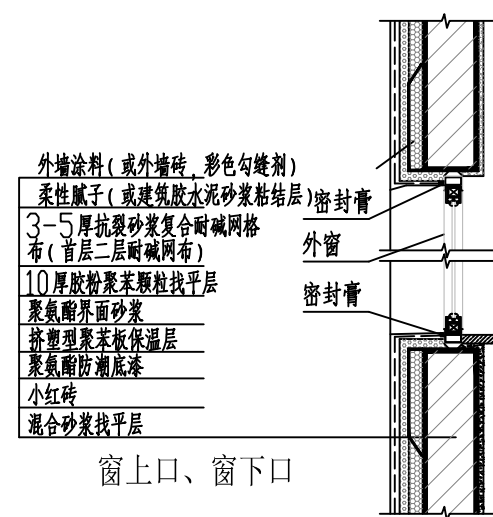 外墙涂料(或外墙砖,彩色勾缝剂)
柔性腻子(或建筑胶水泥砂浆粘结层)
3-5厚抗裂砂浆复合耐碱网格
布(首层二层耐碱网布)
10厚胶粉聚苯颗粒找平层
聚氨酯界面砂浆
挤塑型聚苯板保温层
聚氨酯防潮底漆
小红砖
混合砂浆找平层
密封膏
外窗
密封膏
窗上口、窗下口